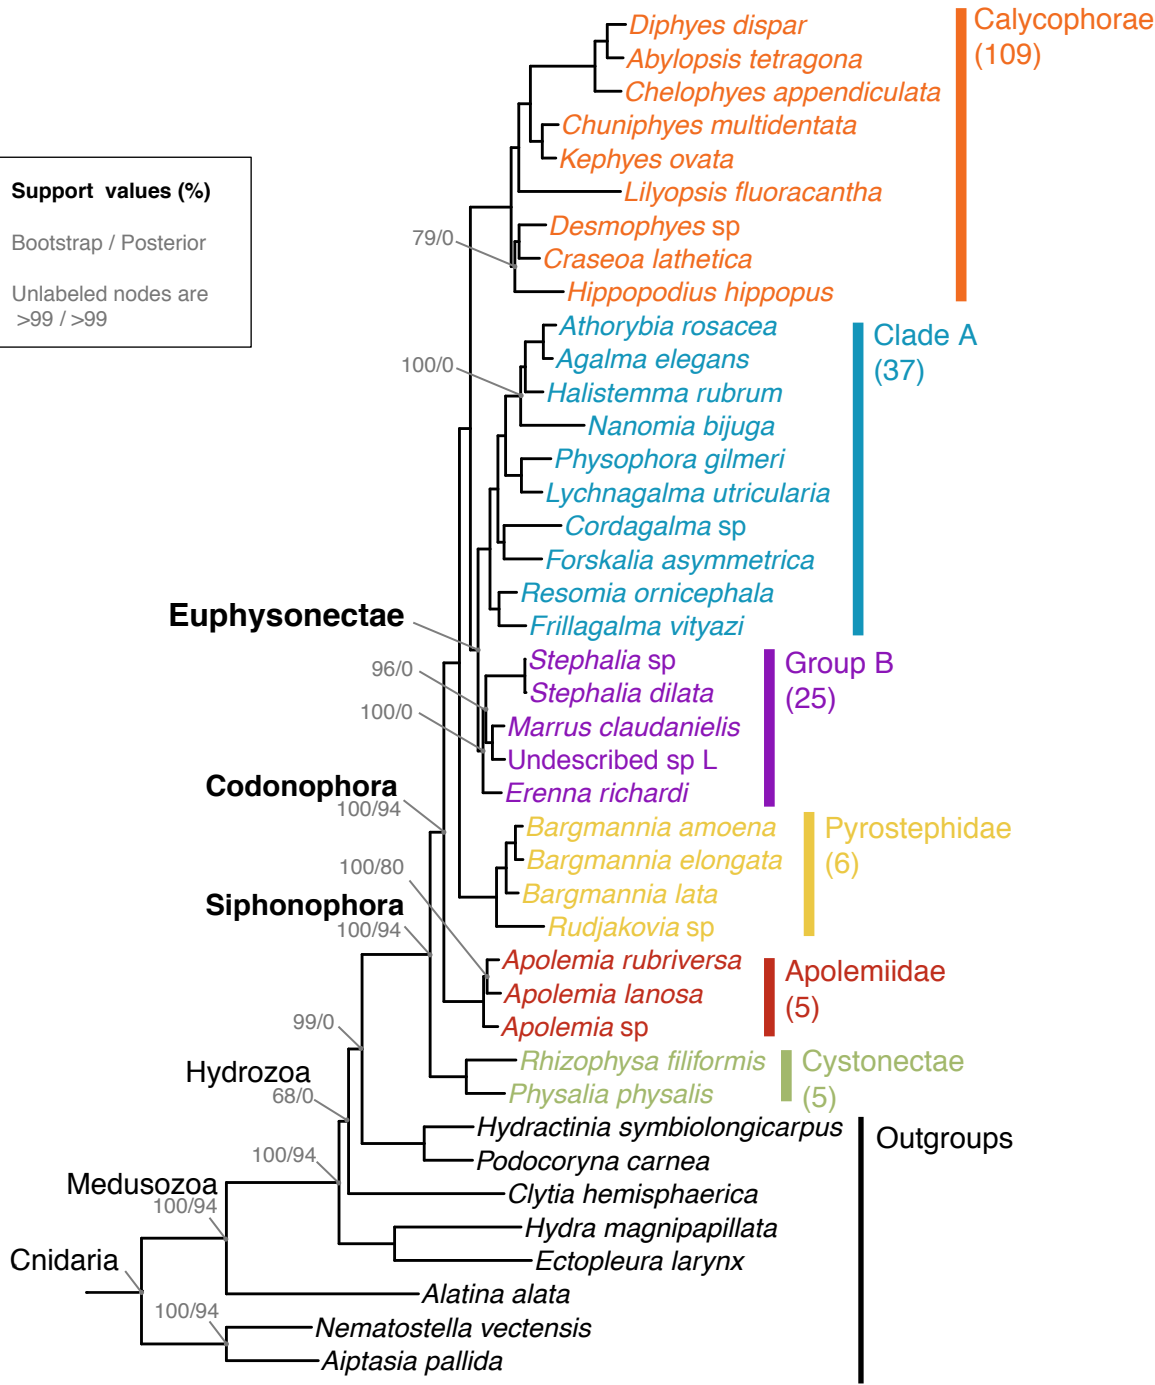 Support values (%)
Bootstrap / Posterior
Unlabeled nodes are
>99 / >99
Diphyes dispar
Abylopsis tetragona
Chelophyes appendiculata
Chuniphyes multidentata
Kephyes ovata
Lilyopsis fluoracantha
Desmophyes sp
Craseoa lathetica
Hippopodius hippopus
Calycophorae
(109)
79/0
Athorybia rosacea
Agalma elegans
Halistemma rubrum
Nanomia bijuga
Physophora gilmeri
Lychnagalma utricularia
Cordagalma sp
Forskalia asymmetrica
Resomia ornicephala
Frillagalma vityazi
Clade A
(37)
100/0
Euphysonectae
Stephalia sp
Stephalia dilata
Marrus claudanielis
Undescribed sp L
Erenna richardi
Group B
(25)
96/0
100/0
Codonophora
100/94
Bargmannia amoena
Bargmannia elongata
Bargmannia lata
Rudjakovia sp
Pyrostephidae
(6)
100/80
Siphonophora
100/94
Apolemia rubriversa
Apolemia lanosa
Apolemia sp
Apolemiidae
(5)
99/0
Rhizophysa filiformis
Physalia physalis
Cystonectae
(5)
Hydrozoa
68/0
Hydractinia symbiolongicarpus
Podocoryna carnea
Clytia hemisphaerica
Hydra magnipapillata
Ectopleura larynx
Alatina alata
Nematostella vectensis
Aiptasia pallida
Outgroups
100/94
Medusozoa
100/94
Cnidaria
100/94